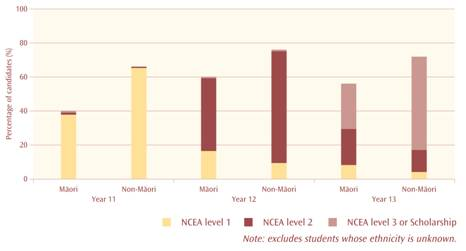 100
80
60
40
20
0
Percentage of candidates (%)
Māori
Non-Māori
Māori
Non-Māori
Māori
Non-Māori
Year 11
Year 12
Year 13
NCEA level 1
NCEA level 2
NCEA level 3 or Scholarship
Note: excludes students whose ethnicity is unknown.